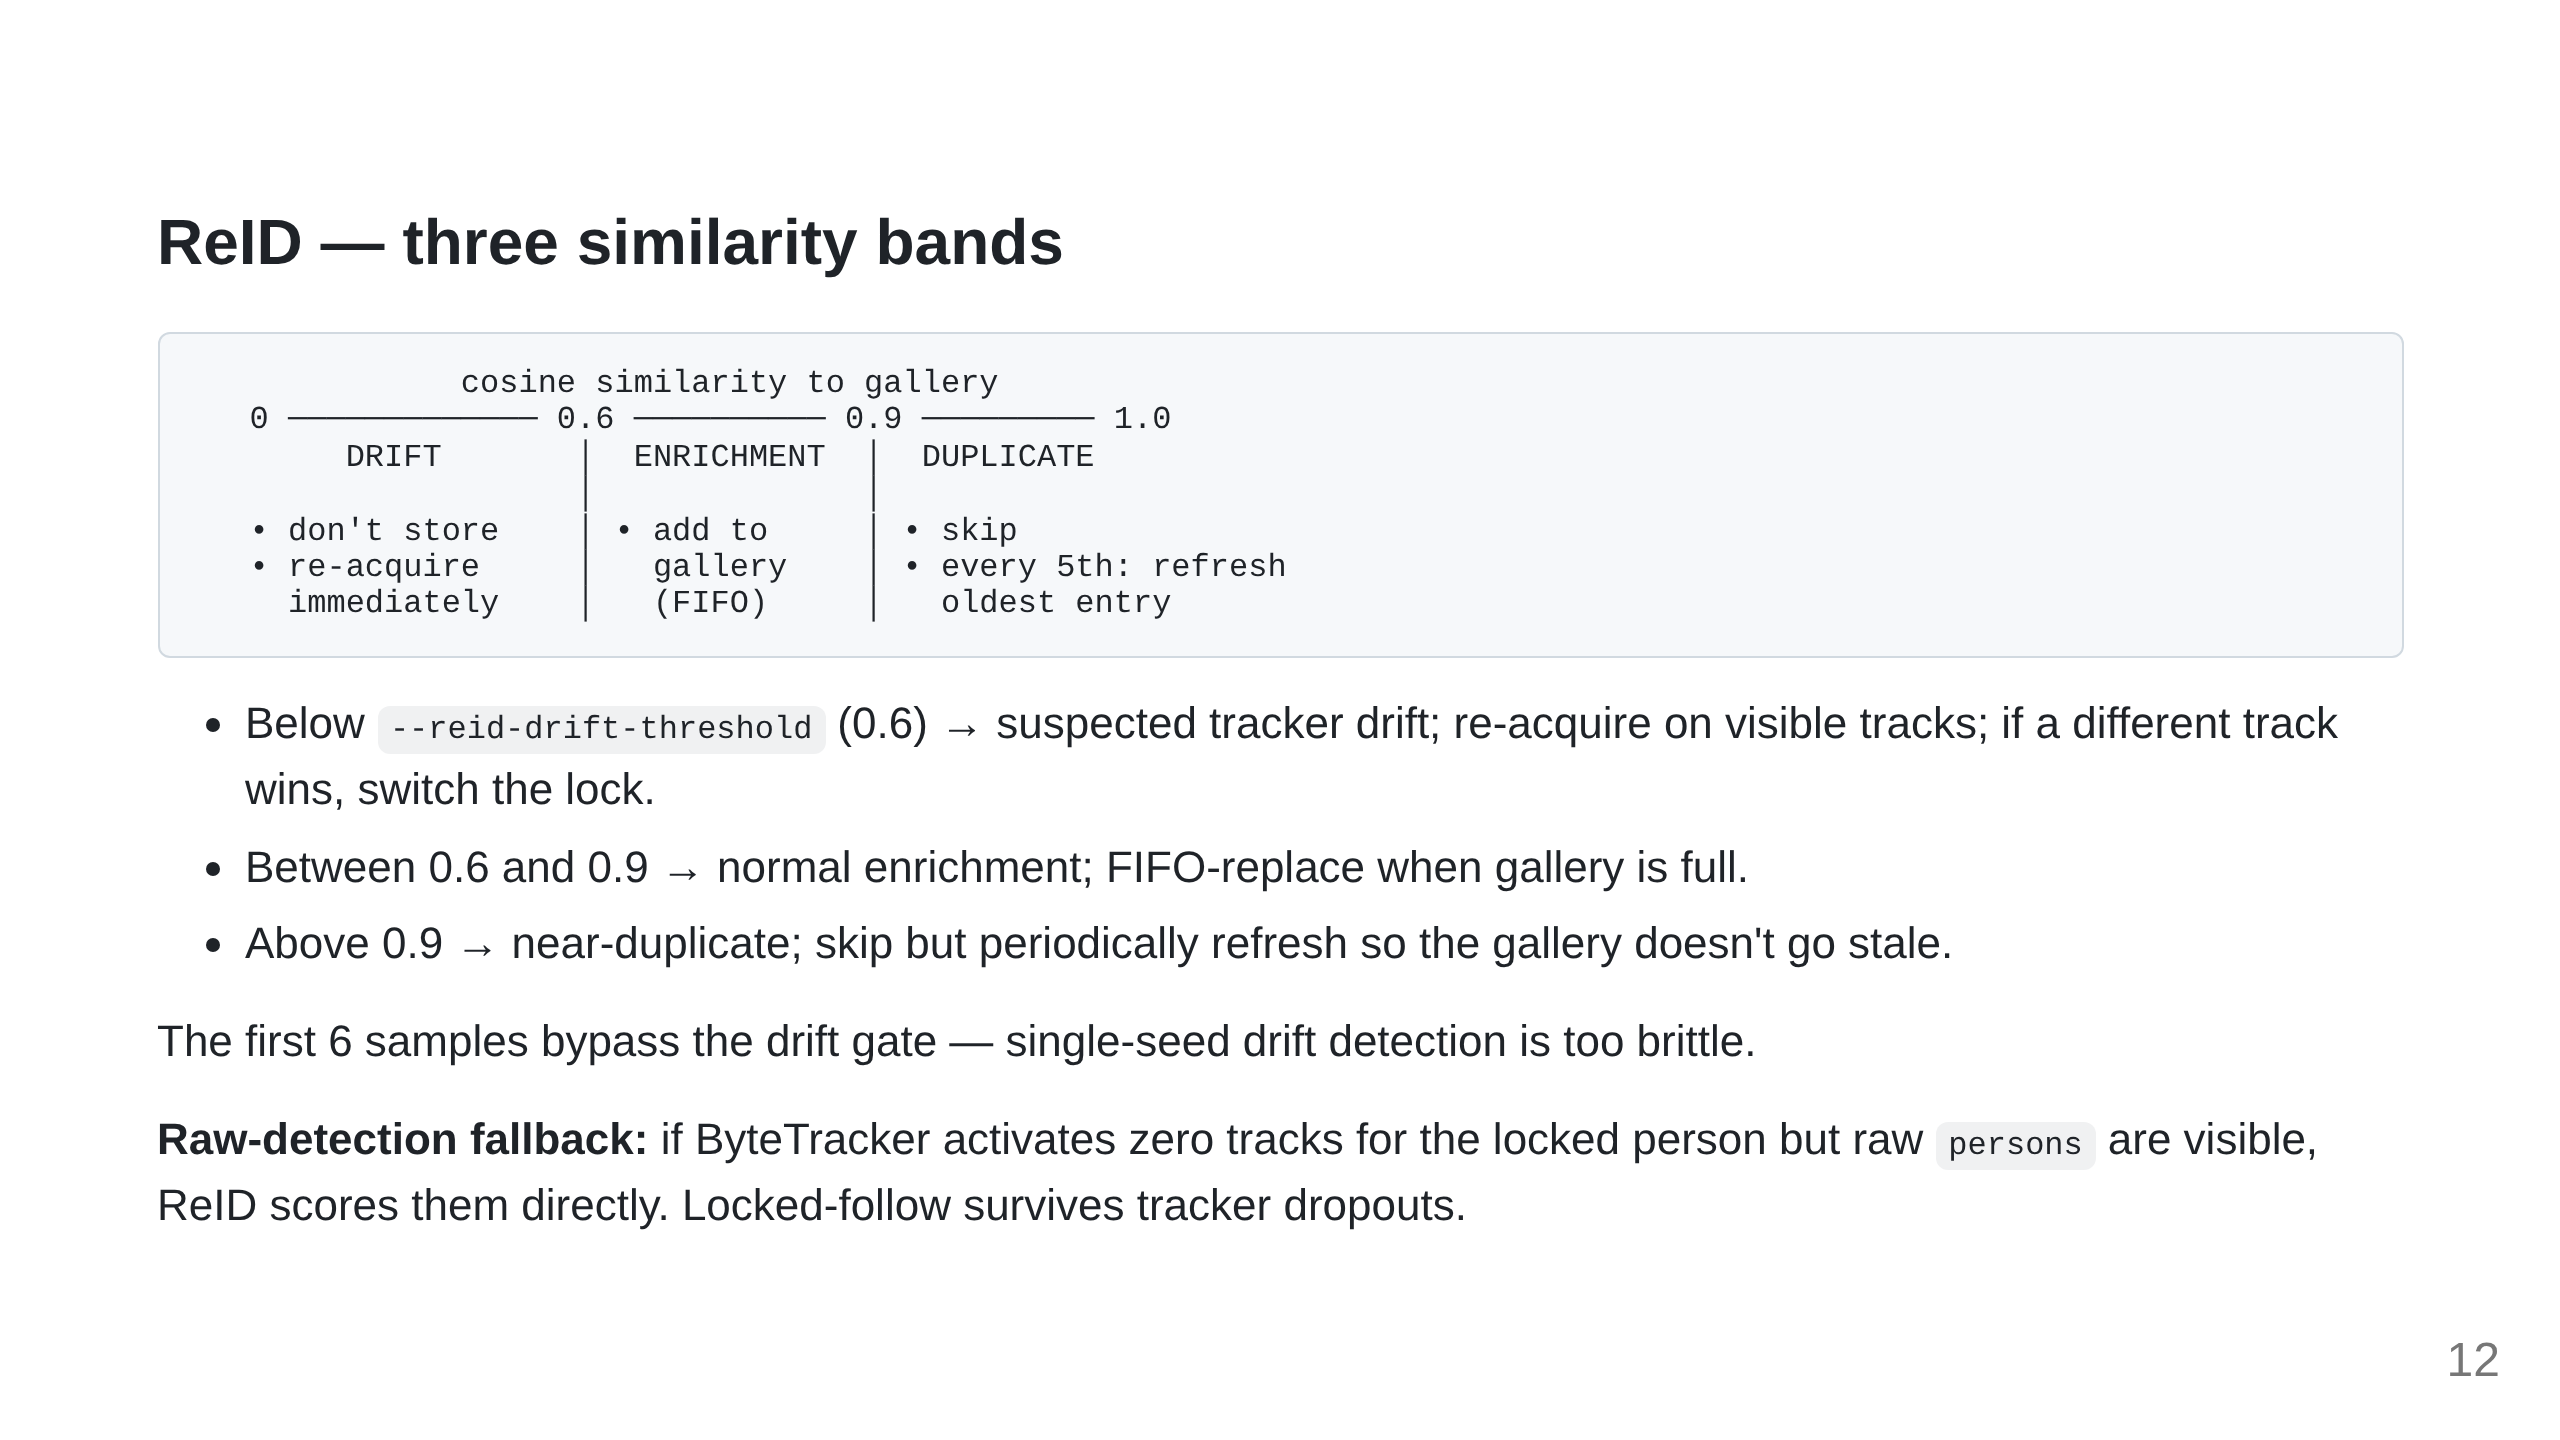 ReID — three similarity bands
cosine similarity to gallery
0 ───────────── 0.6 ────────── 0.9 ───────── 1.0
DRIFT │ ENRICHMENT │ DUPLICATE
│ │
• don't store │ • add to │ • skip
• re-acquire │ gallery │ • every 5th: refresh
immediately │ (FIFO) │ oldest entry
• Below --reid-drift-threshold (0.6) → suspected tracker drift; re-acquire on visible tracks; if a different track
wins, switch the lock.
• Between 0.6 and 0.9 → normal enrichment; FIFO-replace when gallery is full.
• Above 0.9 → near-duplicate; skip but periodically refresh so the gallery doesn't go stale.
The first 6 samples bypass the drift gate — single-seed drift detection is too brittle.
Raw-detection fallback: if ByteTracker activates zero tracks for the locked person but raw persons are visible,
ReID scores them directly. Locked-follow survives tracker dropouts.
12